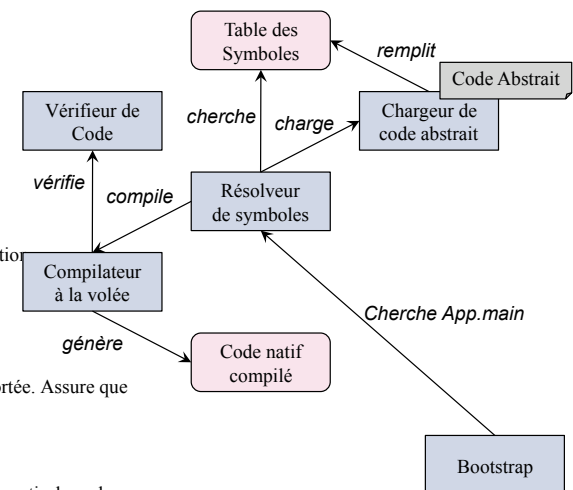 Table des
Symboles
remplit
Code Abstrait
Vérifieur de
Code
cherche
charge
Chargeur de
code abstrait
vérifie
compile
Résolveur
de symboles
Compilateur
à la volée
Cherche App.main
génère
Code natif
compilé
ortée. Assure que
Bootstrap